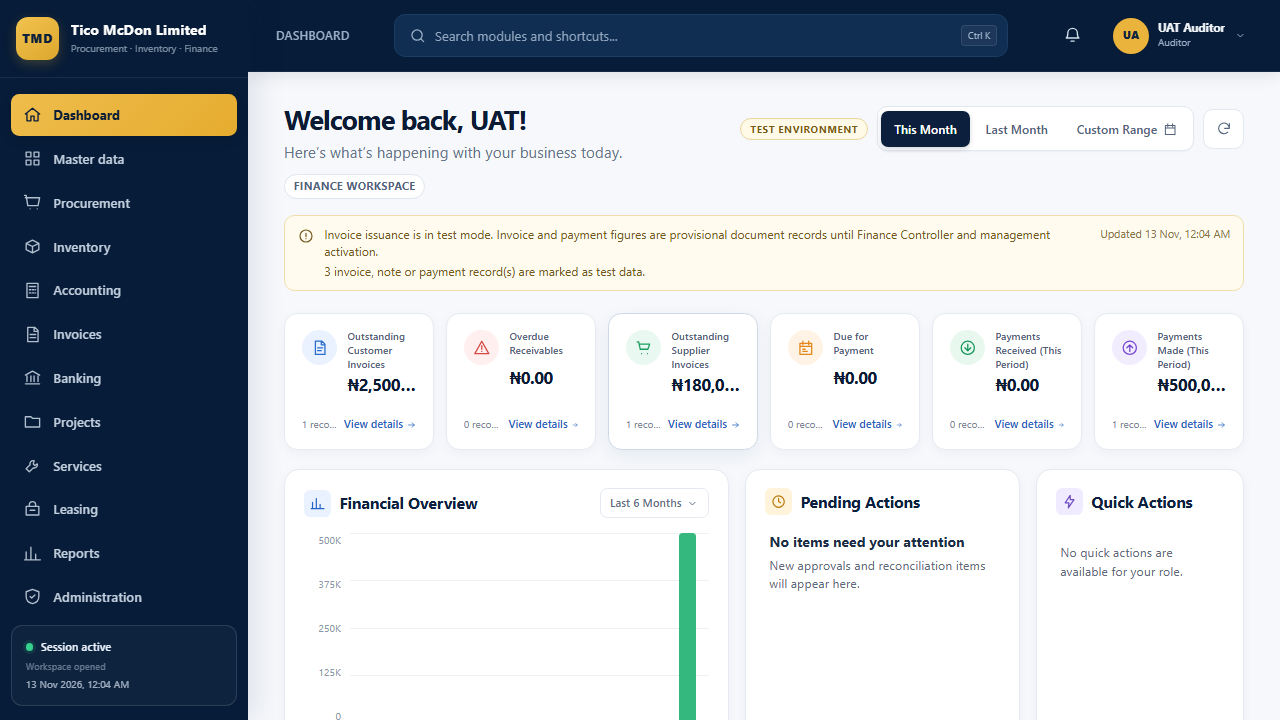 TMD
Tico McDon Limited
Procurement · Inventory · Finance
DASHBOARD
Search modules and shortcuts...
Ctrl K
UA
UAT Auditor
Auditor
Dashboard
Master data
Procurement
Inventory
Accounting
Invoices
Banking
Projects
Services
Leasing
Reports
Administration
Session active
Workspace opened
13 Nov 2026, 12:04 AM
Welcome back, UAT!
Here's what's happening with your business today.
FINANCE WORKSPACE
TEST ENVIRONMENT
This Month
Last Month
Custom Range
Invoice issuance is in test mode. Invoice and payment figures are provisional document records until Finance Controller and management
activation.
3 invoice, note or payment record(s) are marked as test data.
Updated 13 Nov, 12:04 AM
Outstanding
Customer
Invoices
₦2,500...
1 reco...
View details →
Overdue
Receivables
₦0.00
0 reco...
View details →
Outstanding
Supplier
Invoices
₦180,0...
1 reco...
View details →
Due for
Payment
₦0.00
0 reco...
View details →
Payments
Received (This
Period)
₦0.00
0 reco...
View details →
Payments
Made (This
Period)
₦500,0...
1 reco...
View details →
Financial Overview
Last 6 Months
500K
375K
250K
125K
0
Pending Actions
No items need your attention
New approvals and reconciliation items
will appear here.
Quick Actions
No quick actions are
available for your role.